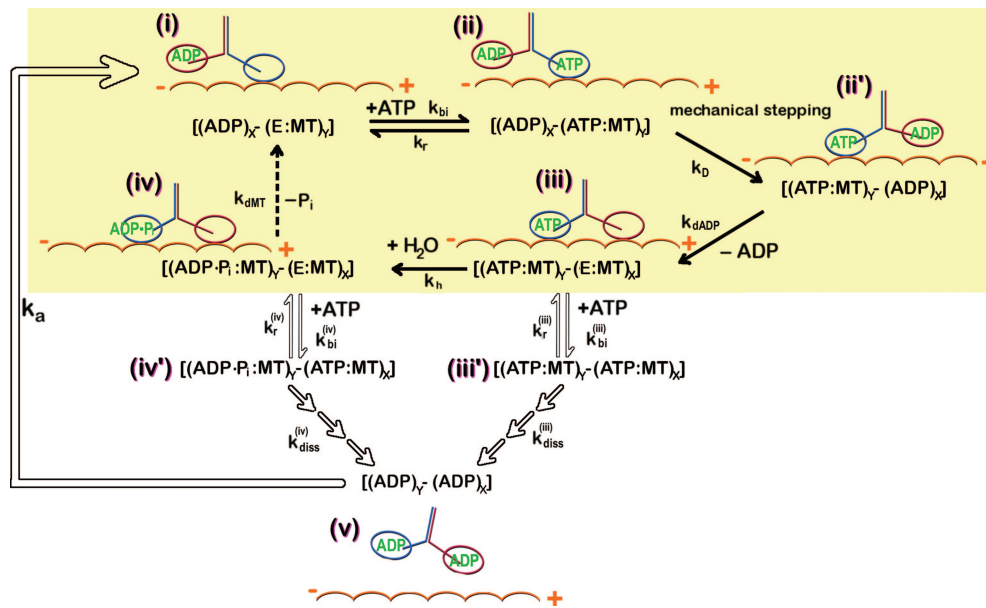 (i)
ADP
- +
[(ADP)X- (E:MT)Y]
+ATP kbi
kr
(ii)
ADP
ATP
- +
[(ADP)X-(ATP:MT)Y]
mechanical stepping
kD
(ii')
ATP
ADP
- -
[(ATP:MT)Y-(ADP)X]
kdADP
- ADP
(iii)
ATP
- +
[(ATP:MT)Y-(E:MT)X]
+ H2O
kh
(iv)
ADP·Pi
- +
[(ADP·Pi:MT)Y-(E:MT)X]
kdMT −Pi
ka
kr(iv) +ATP
kbi(iv)
kr(iii) +ATP
kbi(iii)
(iv') [(ADP·Pi:MT)Y-(ATP:MT)X]
(iii') [(ATP:MT)Y-(ATP:MT)X]
kdiss(iv)
kdiss(iii)
[(ADP)Y- (ADP)X]
(v)
ADP
ADP
- +